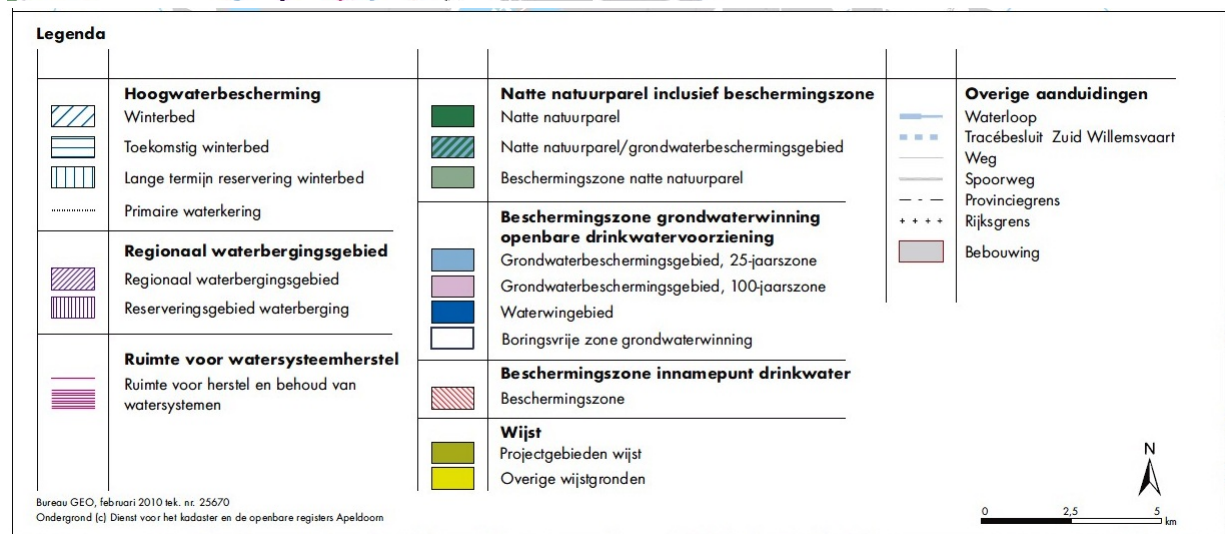 Legenda
Hoogwaterbescherming
Winterbed
Toekomstig winterbed
Lange termijn reservering winterbed
Primaire waterkering
Regionaal waterbergingsgebied
Regionaal waterbergingsgebied
Reserveringsgebied waterberging
Ruimte voor watersysteemherstel
Ruimte voor herstel en behoud van
watersystemen
Natte natuurparel inclusief beschermingszone
Natte natuurparel
Natte natuurparel/grondwaterbeschermingsgebied
Beschermingszone natte natuurparel
Beschermingszone grondwaterwinning
openbare drinkwatervoorziening
Grondwaterbeschermingsgebied, 25-jaarszone
Grondwaterbeschermingsgebied, 100-jaarszone
Waterwingebied
Boringsvrije zone grondwaterwinning
Beschermingszone innamepunt drinkwater
Beschermingszone
Wijst
Projectgebieden wijst
Overige wijstgronden
Overige aanduidingen
Waterloop
Tracébesluit Zuid Willemsvaart
Weg
Spoorweg
Provinciegrens
Rijksgrens
Bebouwing
N
0 2,5 5
km
Bureau GEO, februari 2010 tek. nr. 25670
Ondergrond (c) Dienst voor het kadaster en de openbare registers Apeldoorn